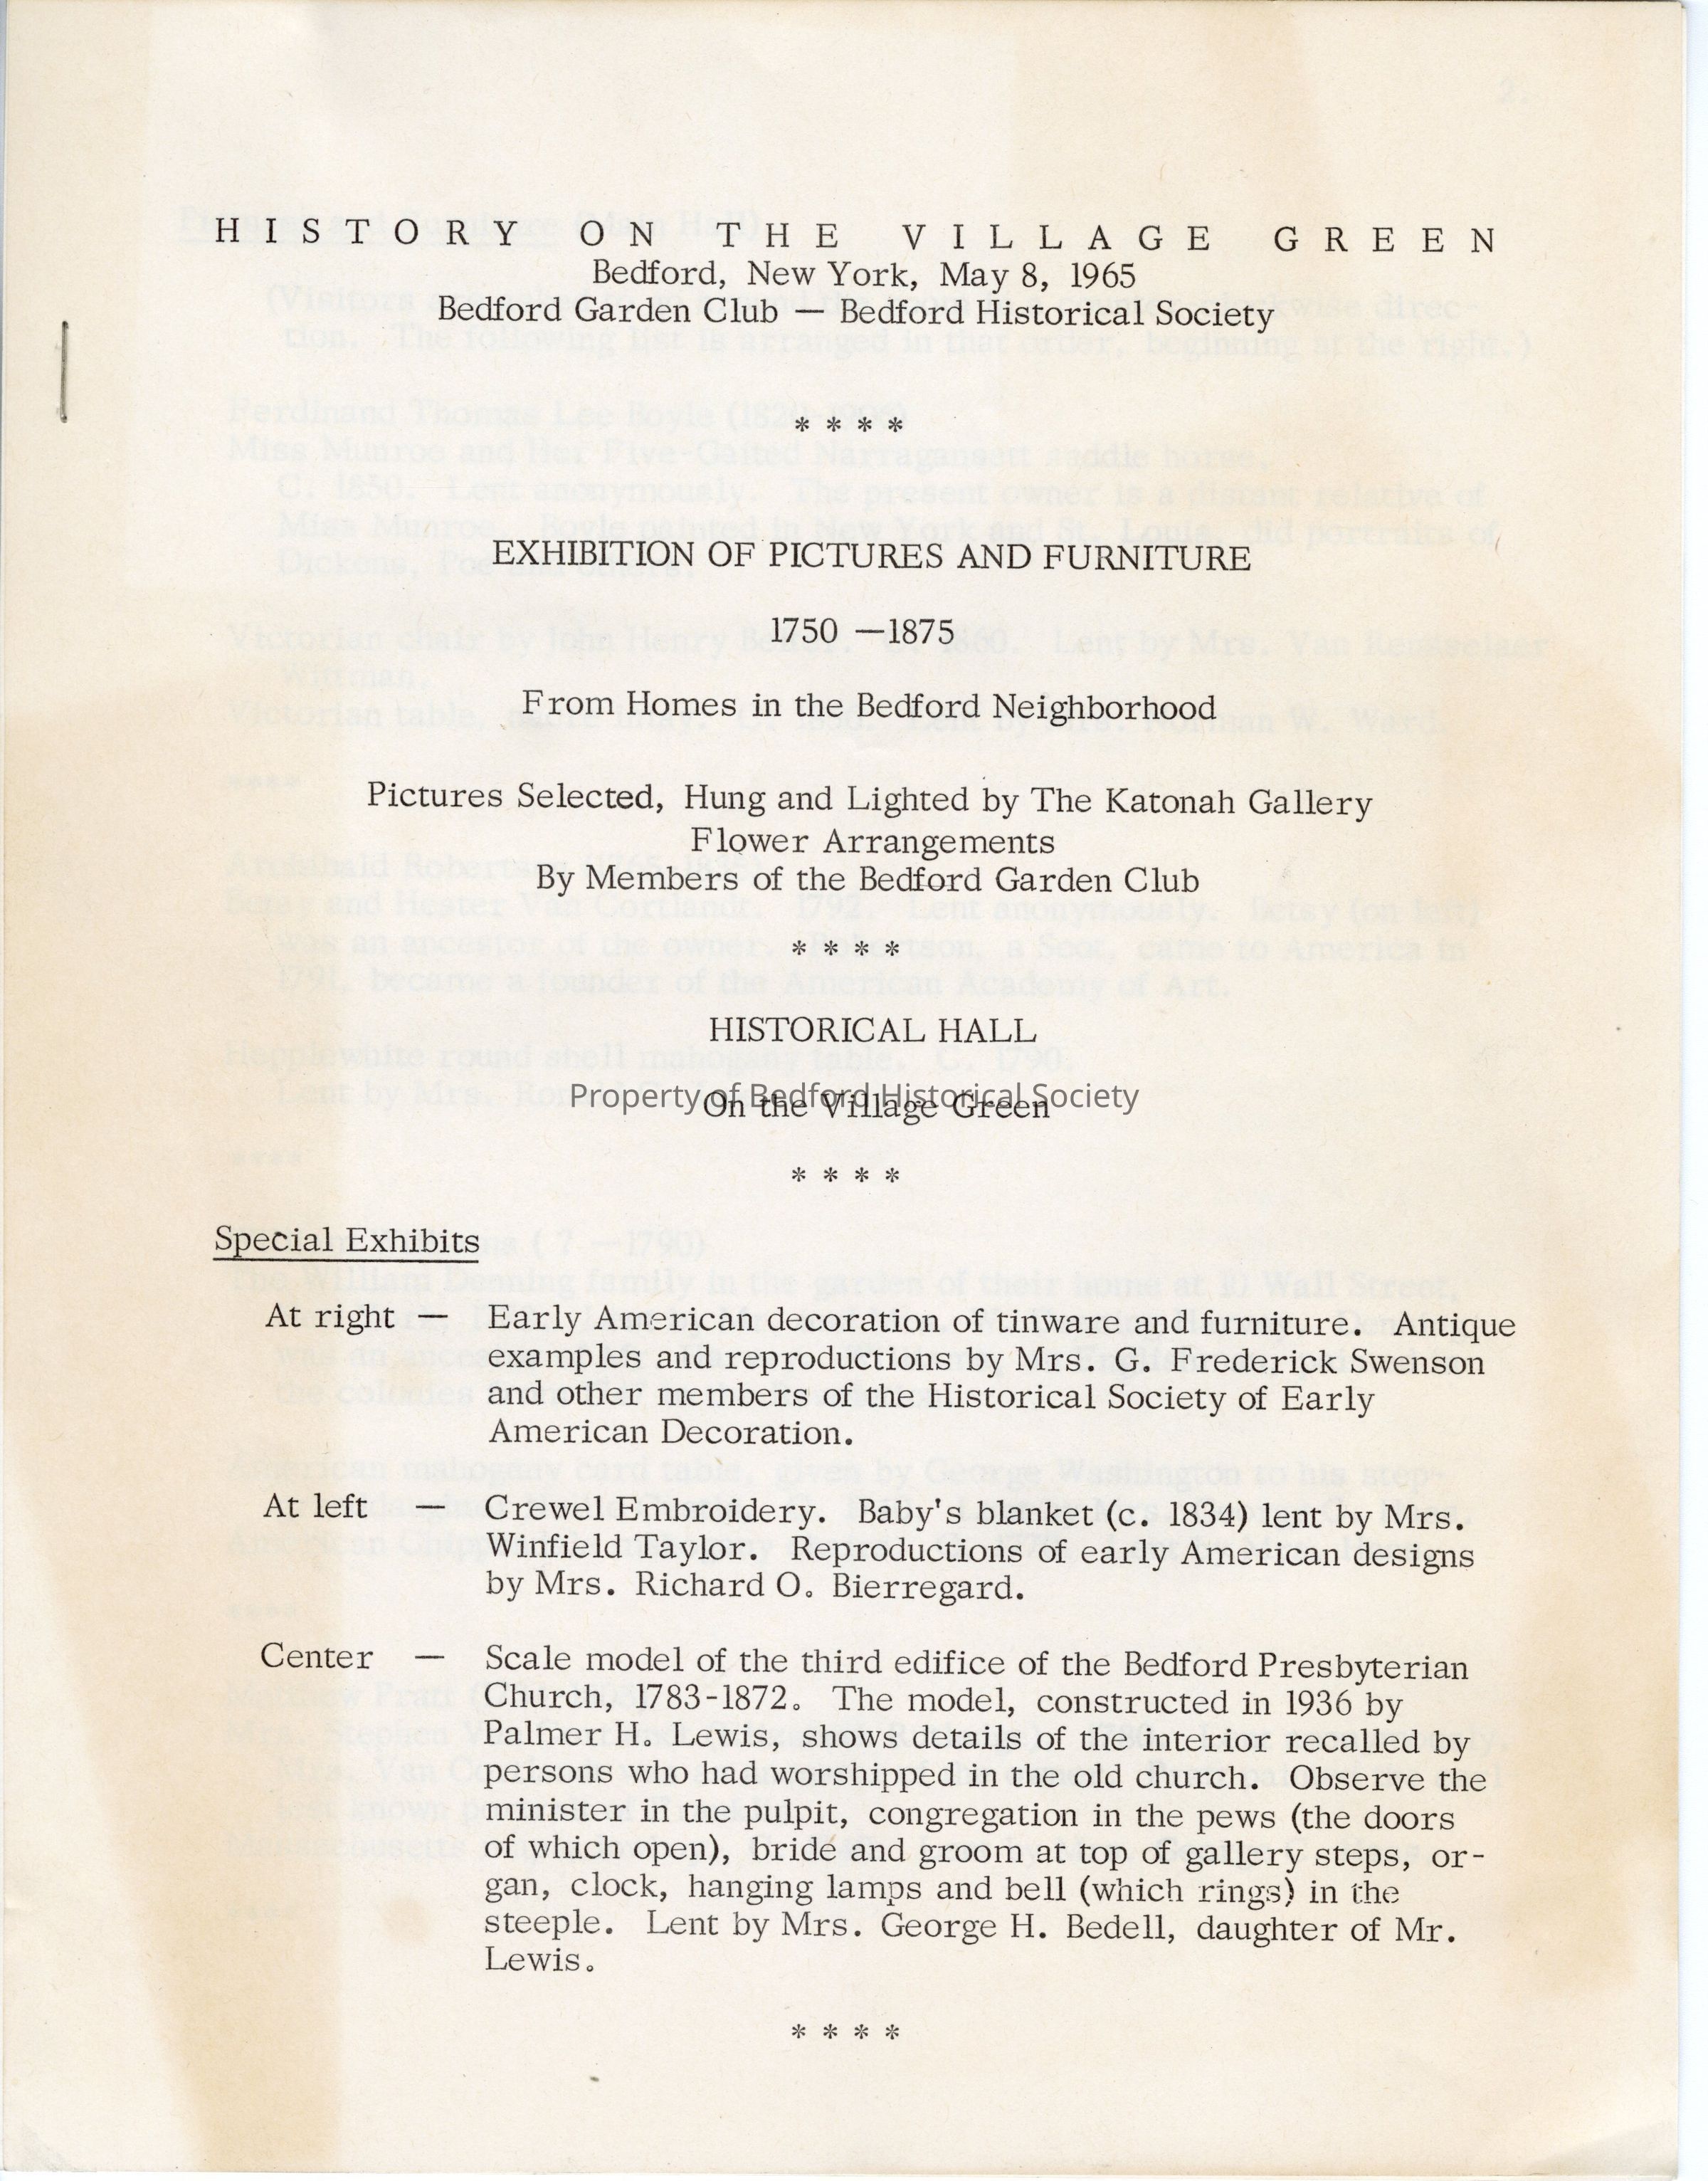 HISTORY ON THE VILLAGE GREEN
Bedford, New York, May 8, 1965
Bedford Garden Club — Bedford Historical Society
* * * *
EXHIBITION OF PICTURES AND FURNITURE
1750 —1875
From Homes in the Bedford Neighborhood
Pictures Selected, Hung and Lighted by The Katonah Gallery
Flower Arrangements
By Members of the Bedford Garden Club
* * * *
HISTORICAL HALL
Property of Bedford Historical Society
On the Village Green
* * * *
Special Exhibits
At right — Early American decoration of tinware and furniture. Antique
examples and reproductions by Mrs. G. Frederick Swenson
and other members of the Historical Society of Early
American Decoration.
At left — Crewel Embroidery. Baby's blanket (c. 1834) lent by Mrs.
Winfield Taylor. Reproductions of early American designs
by Mrs. Richard O. Bierregard.
Center — Scale model of the third edifice of the Bedford Presbyterian
Church, 1783-1872. The model, constructed in 1936 by
Palmer H. Lewis, shows details of the interior recalled by
persons who had worshipped in the old church. Observe the
minister in the pulpit, congregation in the pews (the doors
of which open), bride and groom at top of gallery steps, or-
gan, clock, hanging lamps and bell (which rings) in the
steeple. Lent by Mrs. George H. Bedell, daughter of Mr.
Lewis.
* * * *